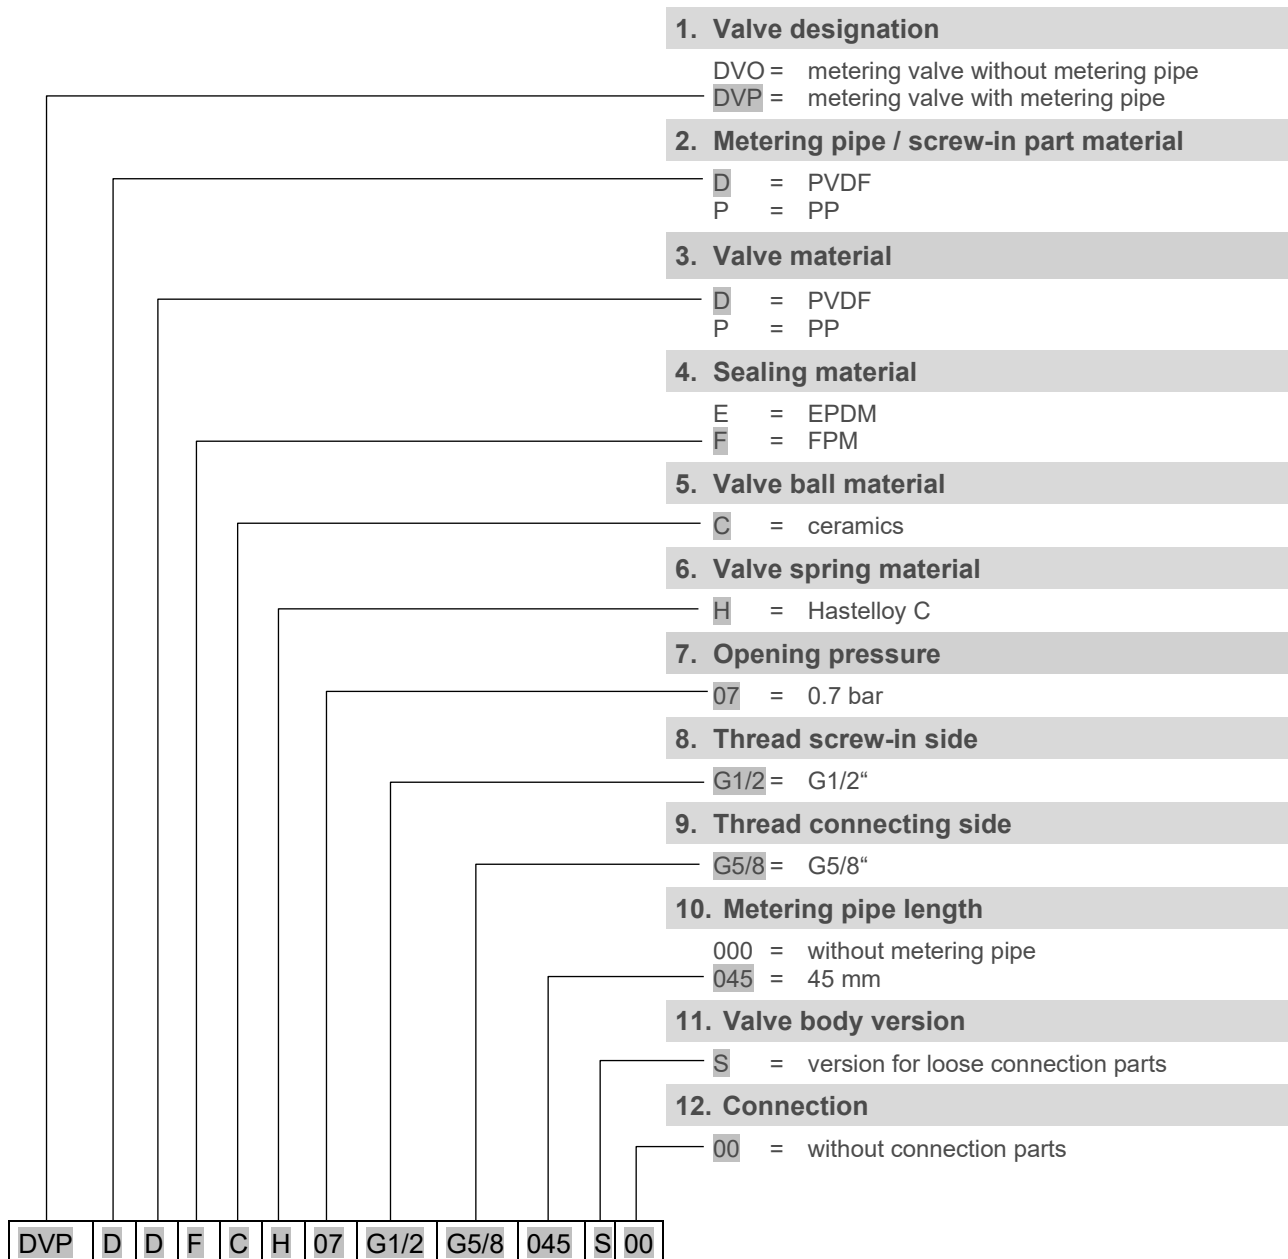 1. Valve designation
DVO = metering valve without metering pipe
DVP = metering valve with metering pipe
2. Metering pipe / screw-in part material
D = PVDF
P = PP
3. Valve material
D = PVDF
P = PP
4. Sealing material
E = EPDM
F = FPM
5. Valve ball material
C = ceramics
6. Valve spring material
H = Hastelloy C
7. Opening pressure
07 = 0.7 bar
8. Thread screw-in side
G1/2 = G1/2“
9. Thread connecting side
G5/8 = G5/8“
10. Metering pipe length
000 = without metering pipe
045 = 45 mm
11. Valve body version
S = version for loose connection parts
12. Connection
00 = without connection parts
DVP D D F C H 07 G1/2 G5/8 045 S 00